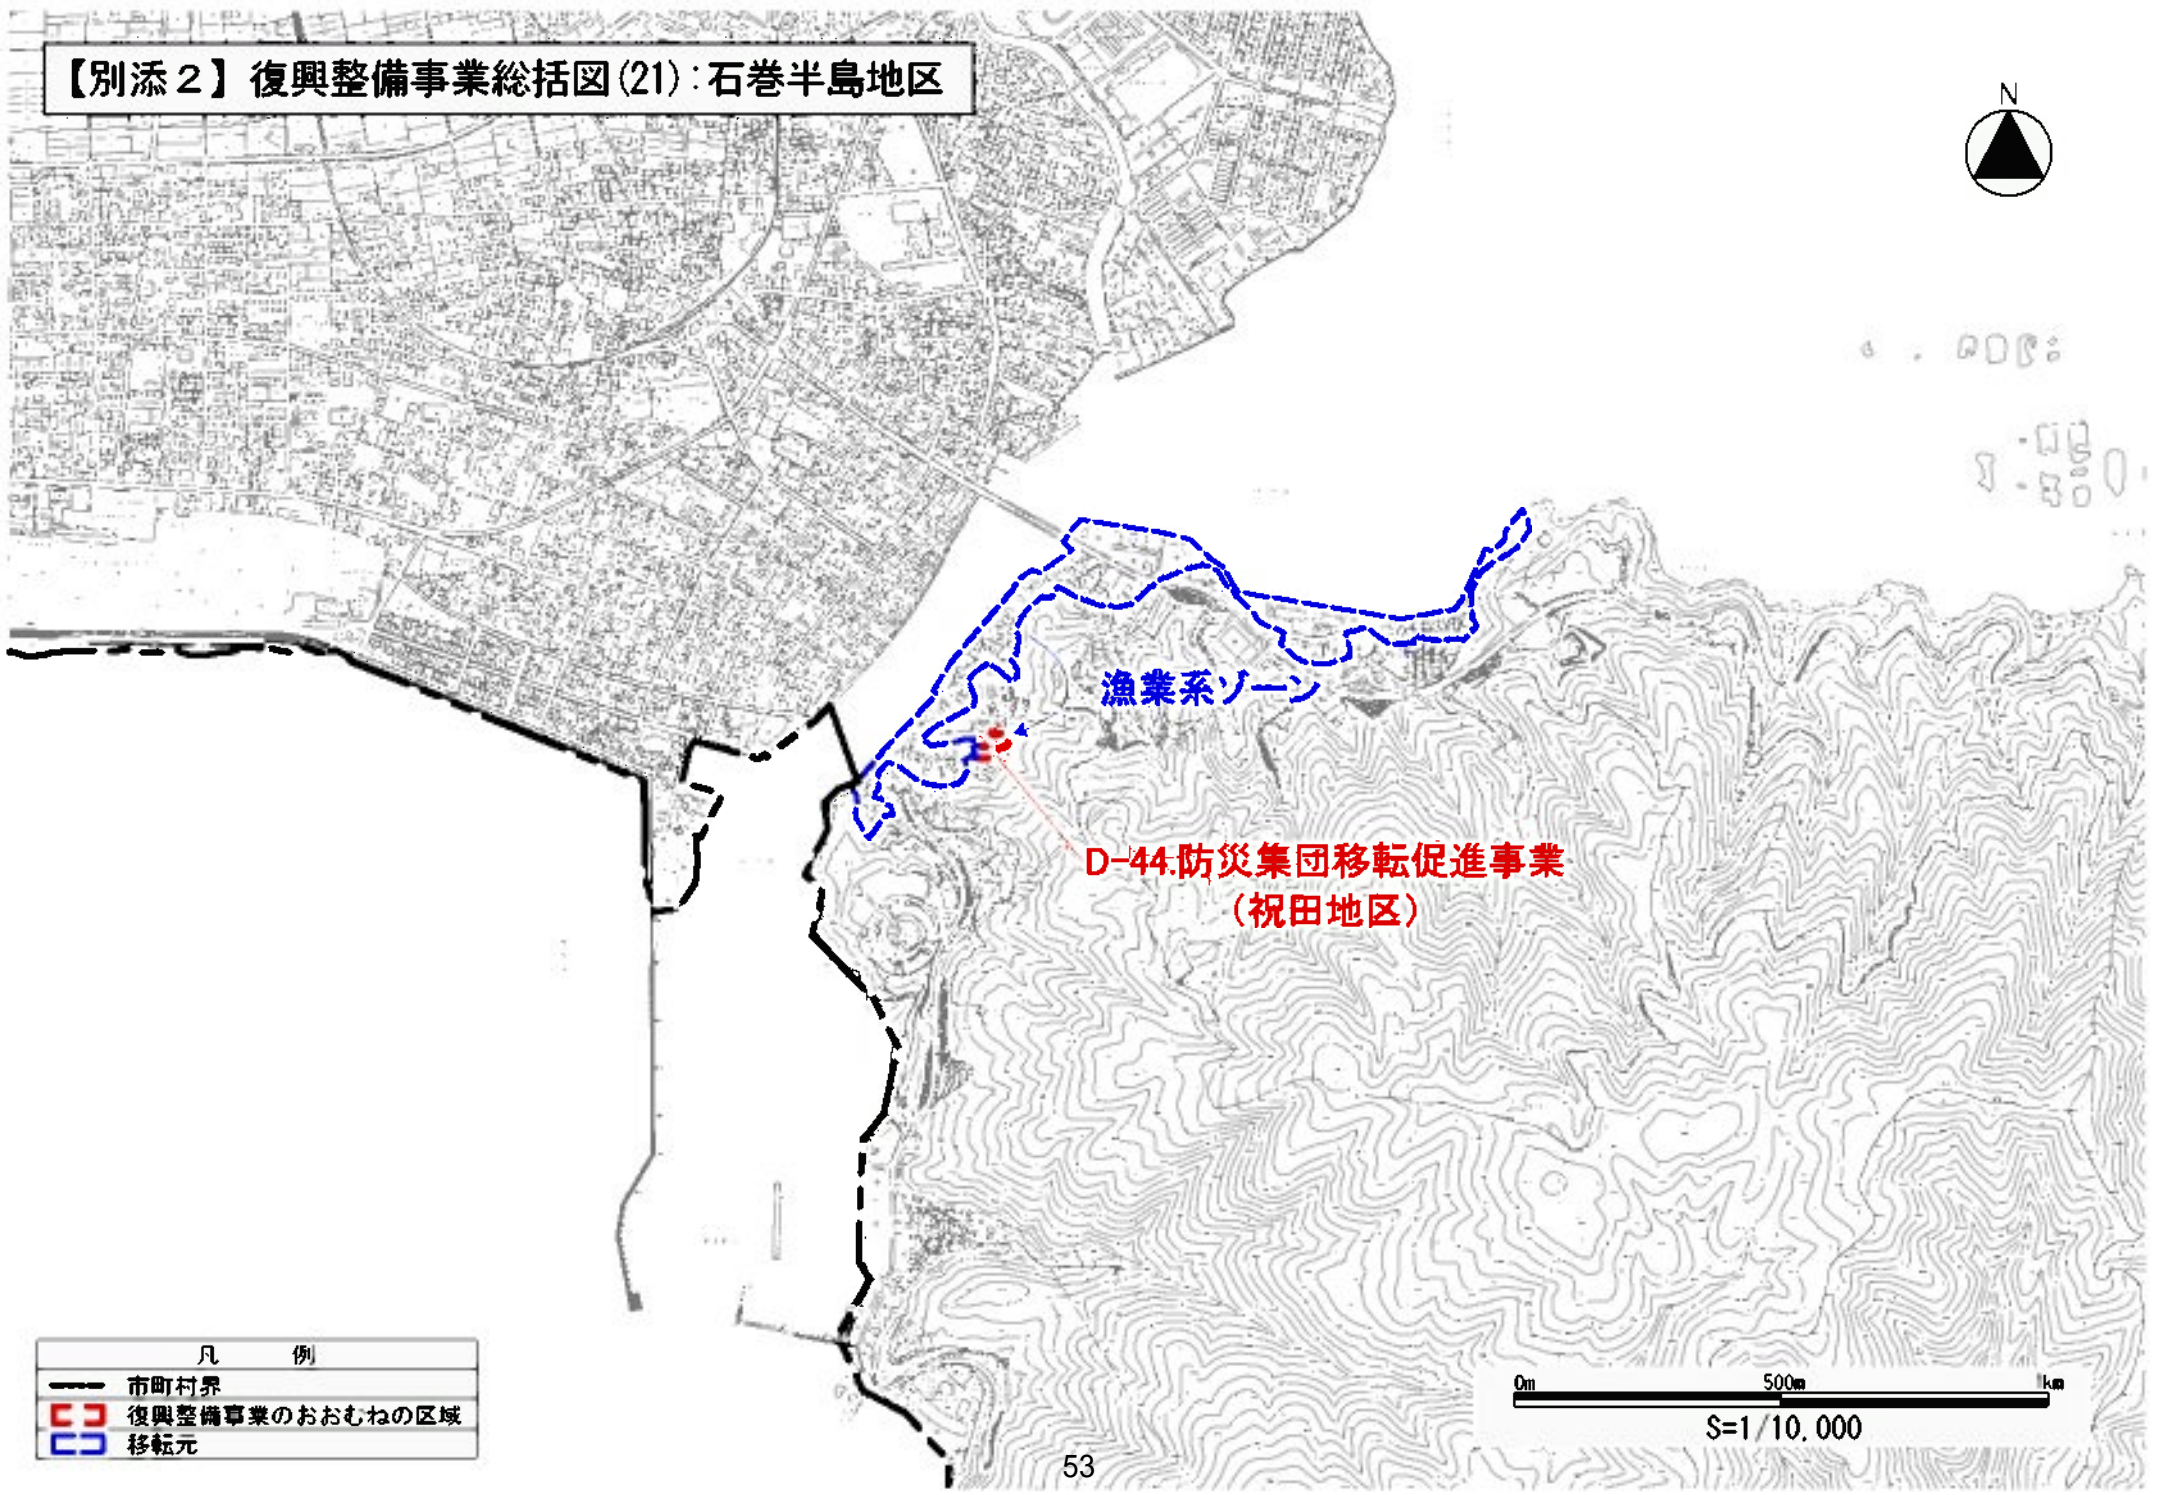 【別添２】復興整備事業総括図(21):石巻半島地区
N
漁業系ゾーン
D-44.防災集団移転促進事業
(祝田地区)
凡 例
市町村界
復興整備事業のおおむねの区域
移転元
0m 500m 1km
S=1/10,000
53